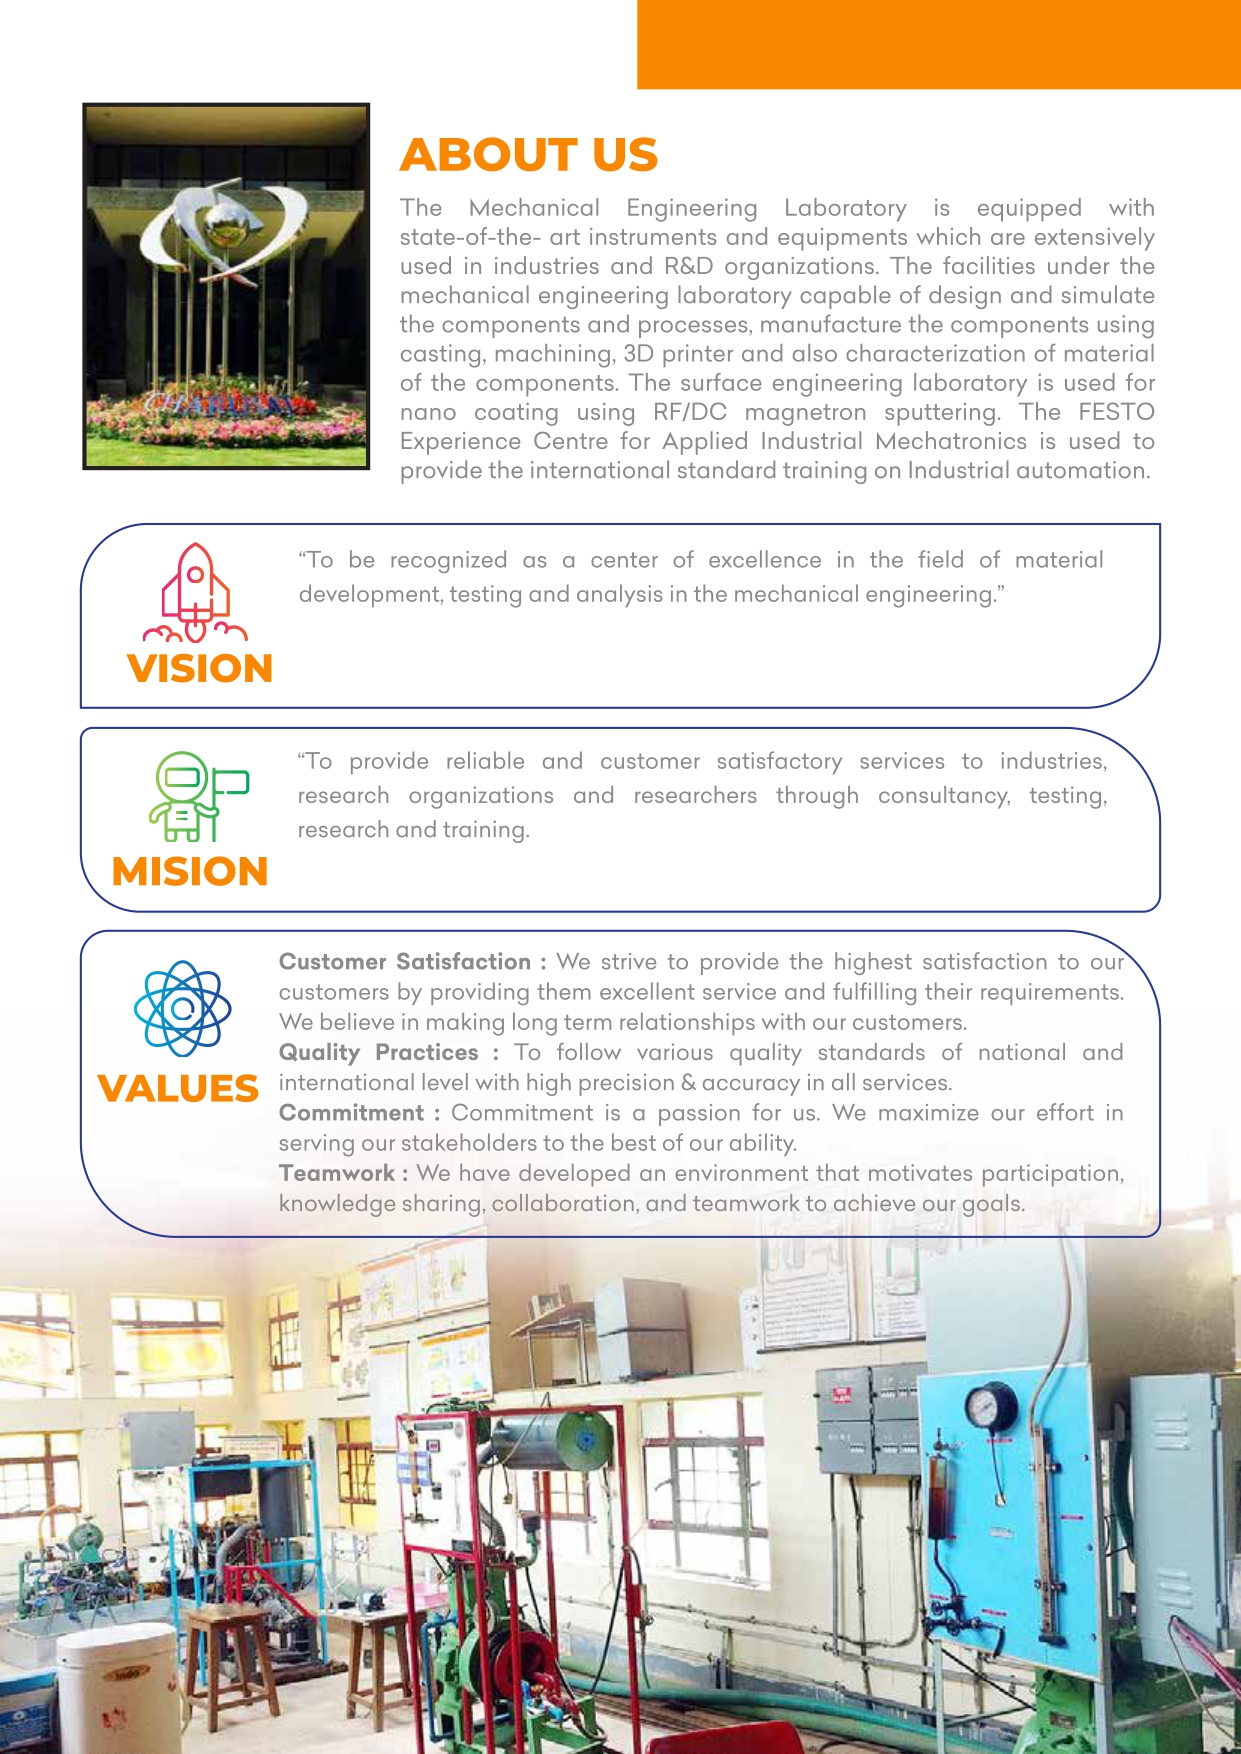 ABOUT US
The Mechanical Engineering Laboratory is equipped with
state-of-the- art instruments and equipments which are extensively
used in industries and R&D organizations. The facilities under the
mechanical engineering laboratory capable of design and simulate
the components and processes, manufacture the components using
casting, machining, 3D printer and also characterization of material
of the components. The surface engineering laboratory is used for
nano coating using RF/DC magnetron sputtering. The FESTO
Experience Centre for Applied Industrial Mechatronics is used to
provide the international standard training on Industrial automation.
“To be recognized as a center of excellence in the field of material
development, testing and analysis in the mechanical engineering.”
VISION
“To provide reliable and customer satisfactory services to industries,
research organizations and researchers through consultancy, testing,
research and training.
MISION
Customer Satisfaction : We strive to provide the highest satisfaction to our
customers by providing them excellent service and fulfilling their requirements.
We believe in making long term relationships with our customers.
Quality Practices : To follow various quality standards of national and
international level with high precision & accuracy in all services.
Commitment : Commitment is a passion for us. We maximize our effort in
serving our stakeholders to the best of our ability.
Teamwork : We have developed an environment that motivates participation,
knowledge sharing, collaboration, and teamwork to achieve our goals.
VALUES